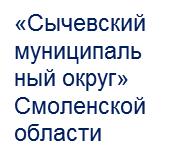 «Сычевский
муниципаль
ный округ»
Смоленской
области